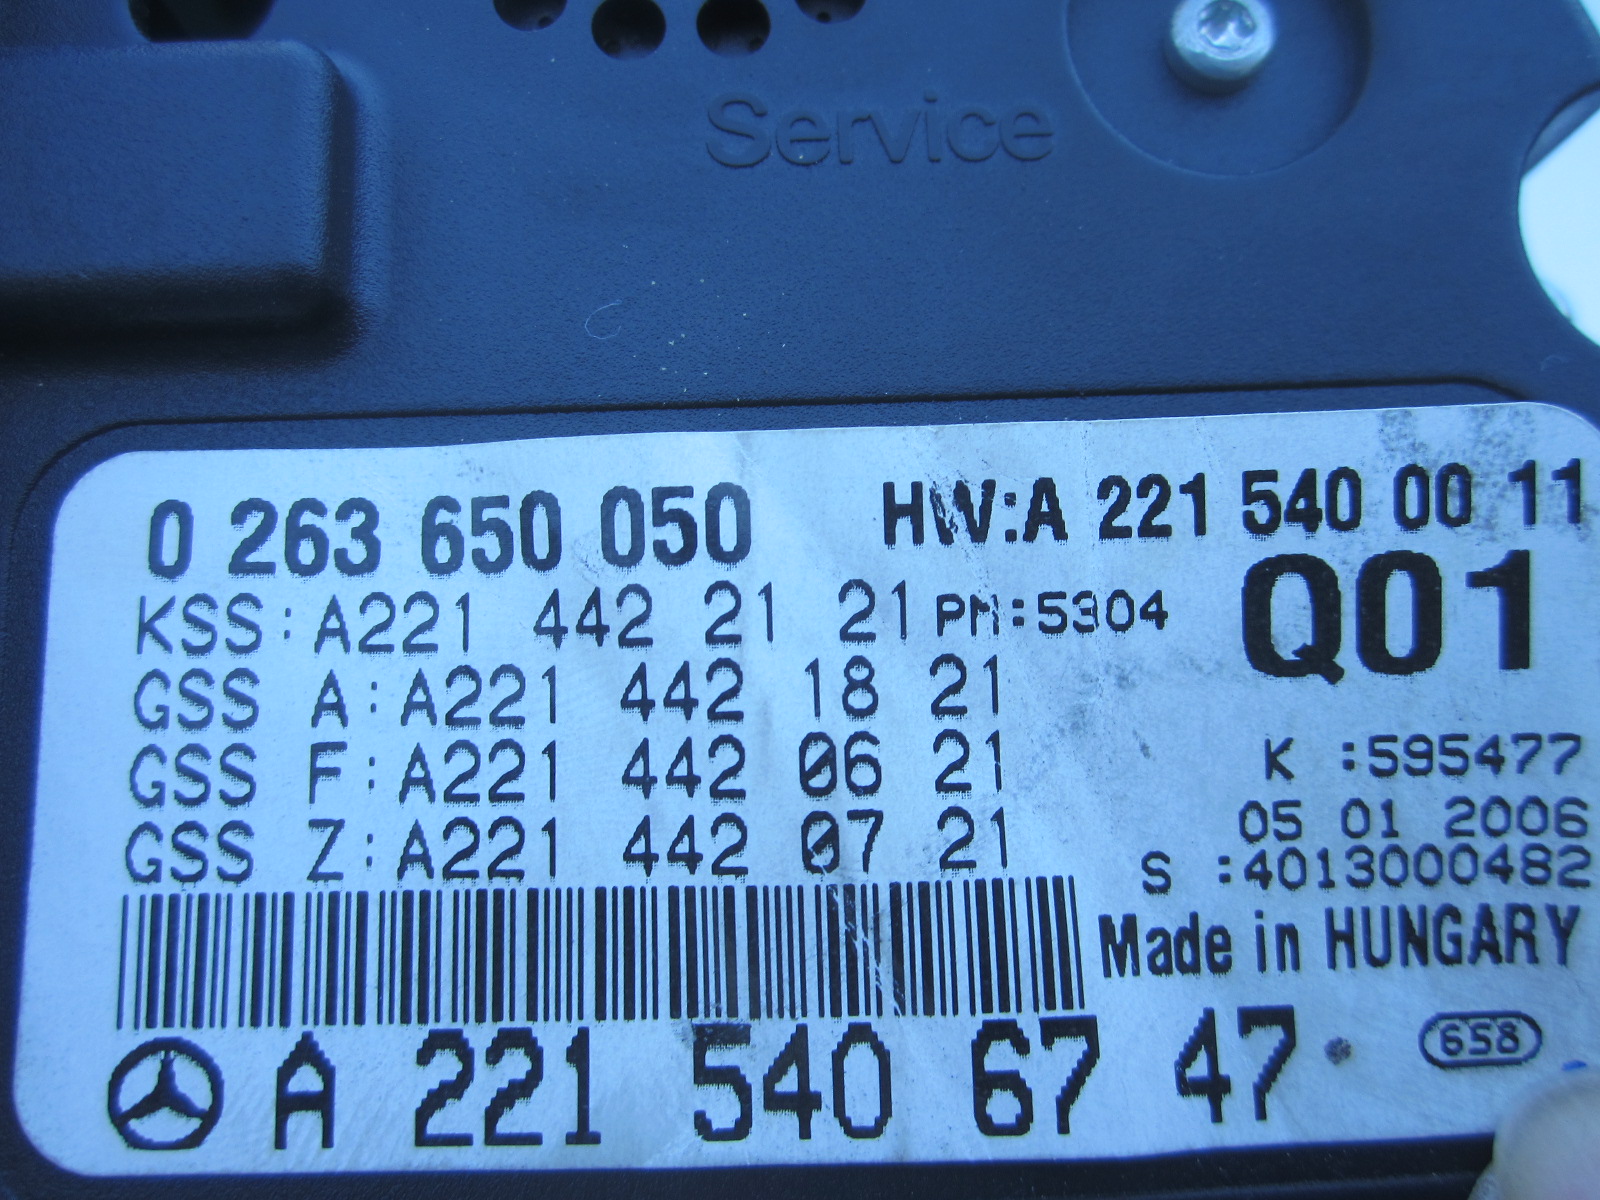 Service
0 263 650 050 HW:A 221 540 00 11
KSS:A221 442 21 21 PM:5304 Q01
GSS A:A221 442 18 21
GSS F:A221 442 06 21 K :595477
GSS Z:A221 442 07 21 05 01 2006
S :4013000482
Made in HUNGARY
A 221 540 67 47
658